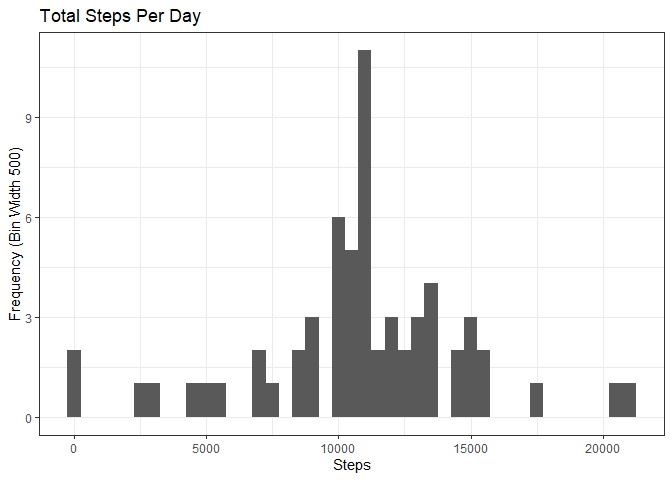 Total Steps Per Day
Frequency (Bin Width 500)
9
6
3
0
0 5000 10000 15000 20000
Steps